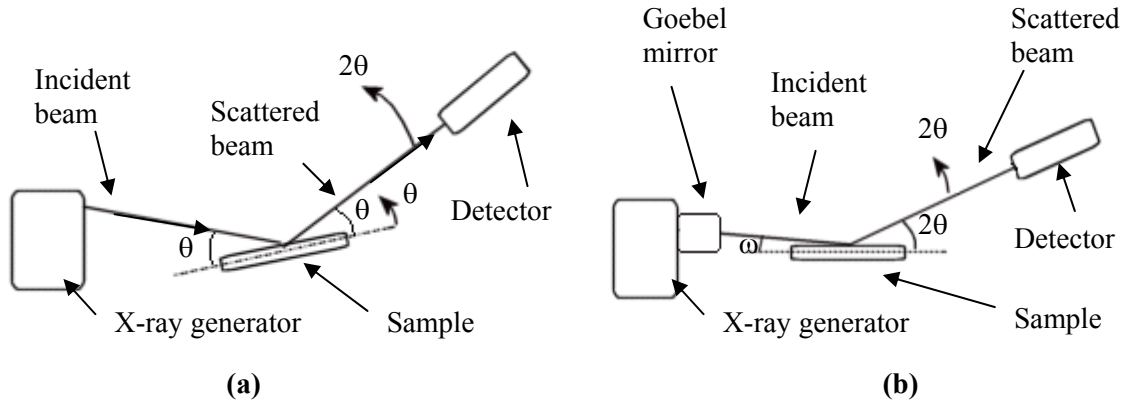 Incident
beam
2θ
Scattered
beam
θ
θ
θ
Detector
X-ray generator
Sample
(a)
Goebel
mirror
Incident
beam
Scattered
beam
2θ
ω
2θ
Detector
X-ray generator
Sample
(b)